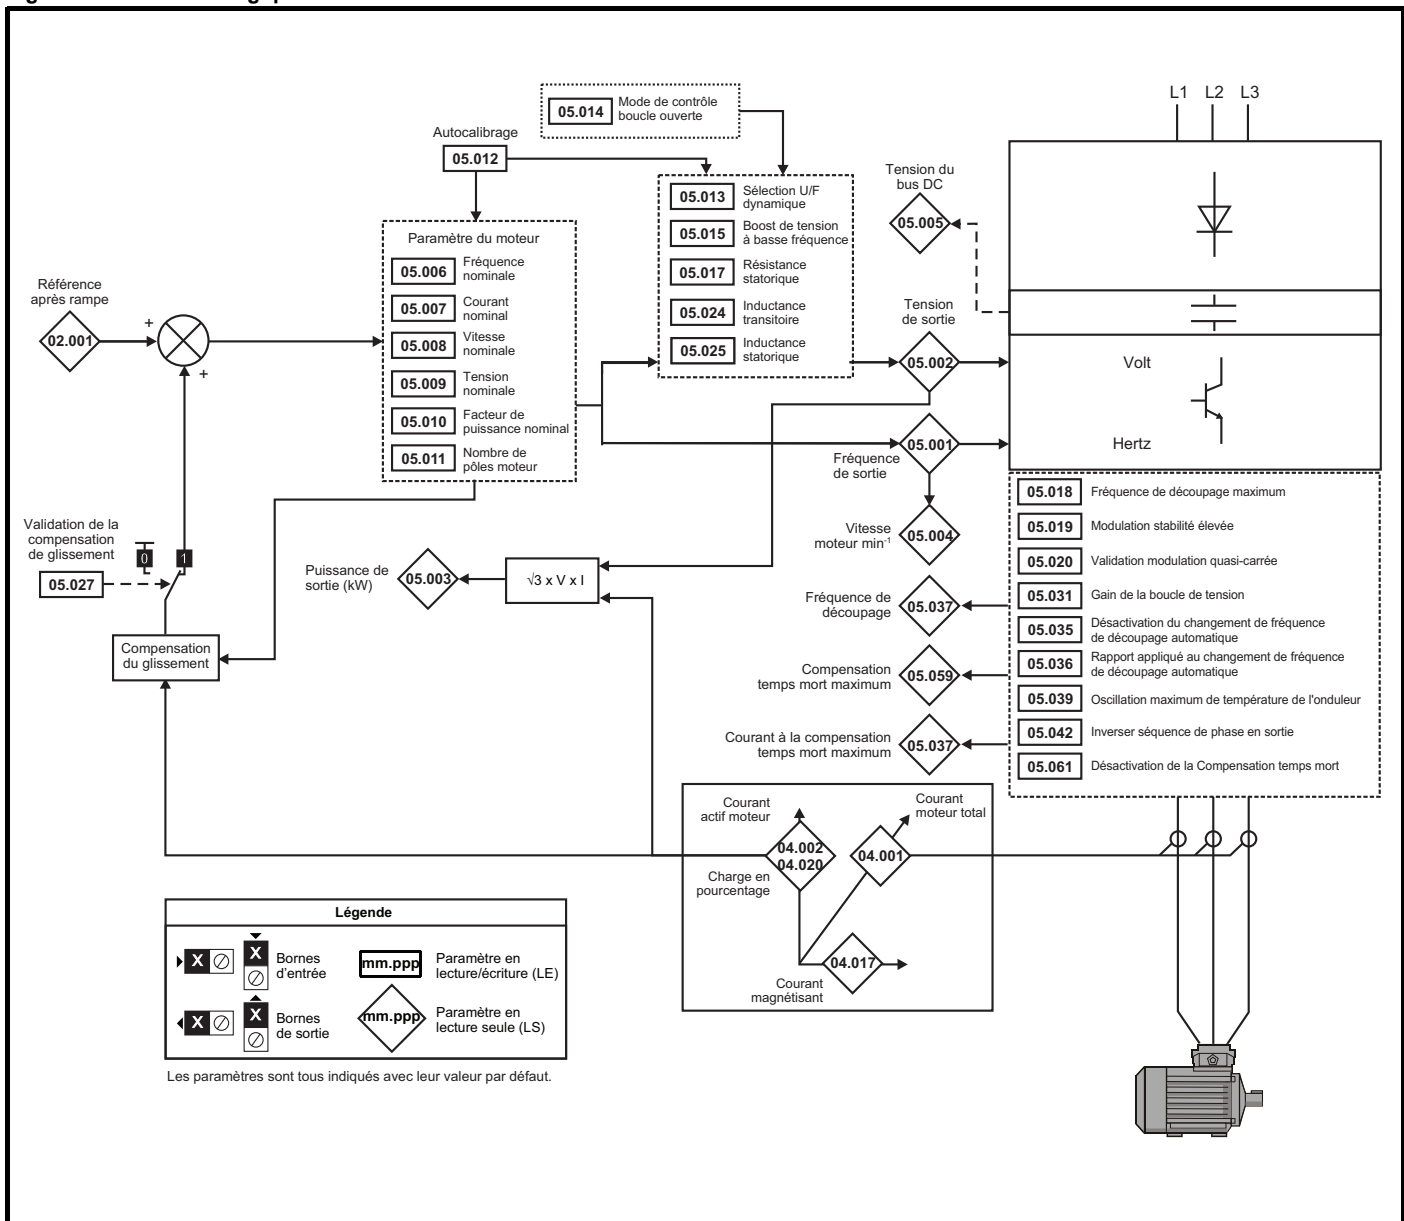 L1 L2 L3
05.014
Mode de contrôle
boucle ouverte
Autocalibrage
05.012
Tension du
bus DC
05.005
05.013
Sélection U/F
dynamique
05.015
Boost de tension
à basse fréquence
05.017
Résistance
statorique
05.024
Inductance
transitoire
05.025
Inductance
statorique
Paramètre du moteur
05.006
Fréquence
nominale
05.007
Courant
nominal
05.008
Vitesse
nominale
05.009
Tension
nominale
05.010
Facteur de
puissance nominal
05.011
Nombre de
pôles moteur
Référence
après rampe
02.001
+
+
Tension
de sortie
05.002
Volt
Hertz
05.001
Fréquence
de sortie
Vitesse
moteur min-1
05.004
05.018
Fréquence de découpage maximum
05.019
Modulation stabilité élevée
05.020
Validation modulation quasi-carrée
05.031
Gain de la boucle de tension
05.035
Désactivation du changement de fréquence
de découpage automatique
05.036
Rapport appliqué au changement de fréquence
de découpage automatique
05.039
Oscillation maximum de température de l'onduleur
05.042
Inverser séquence de phase en sortie
05.061
Désactivation de la Compensation temps mort
Validation de la
compensation
de glissement
05.027
0
1
Compensation
du glissement
Puissance de
sortie (kW)
05.003
√3 x V x I
Fréquence de
découpage
05.037
Compensation
temps mort maximum
05.059
Courant à la compensation
temps mort maximum
05.037
Courant
actif moteur
Courant
moteur total
04.002
04.020
04.001
Charge en
pourcentage
04.017
Courant
magnétisant
Légende
X
X
Bornes
d'entrée
mm.ppp
Paramètre en
lecture/écriture (LE)
X
X
Bornes
de sortie
mm.ppp
Paramètre en
lecture seule (LS)
Les paramètres sont tous indiqués avec leur valeur par défaut.